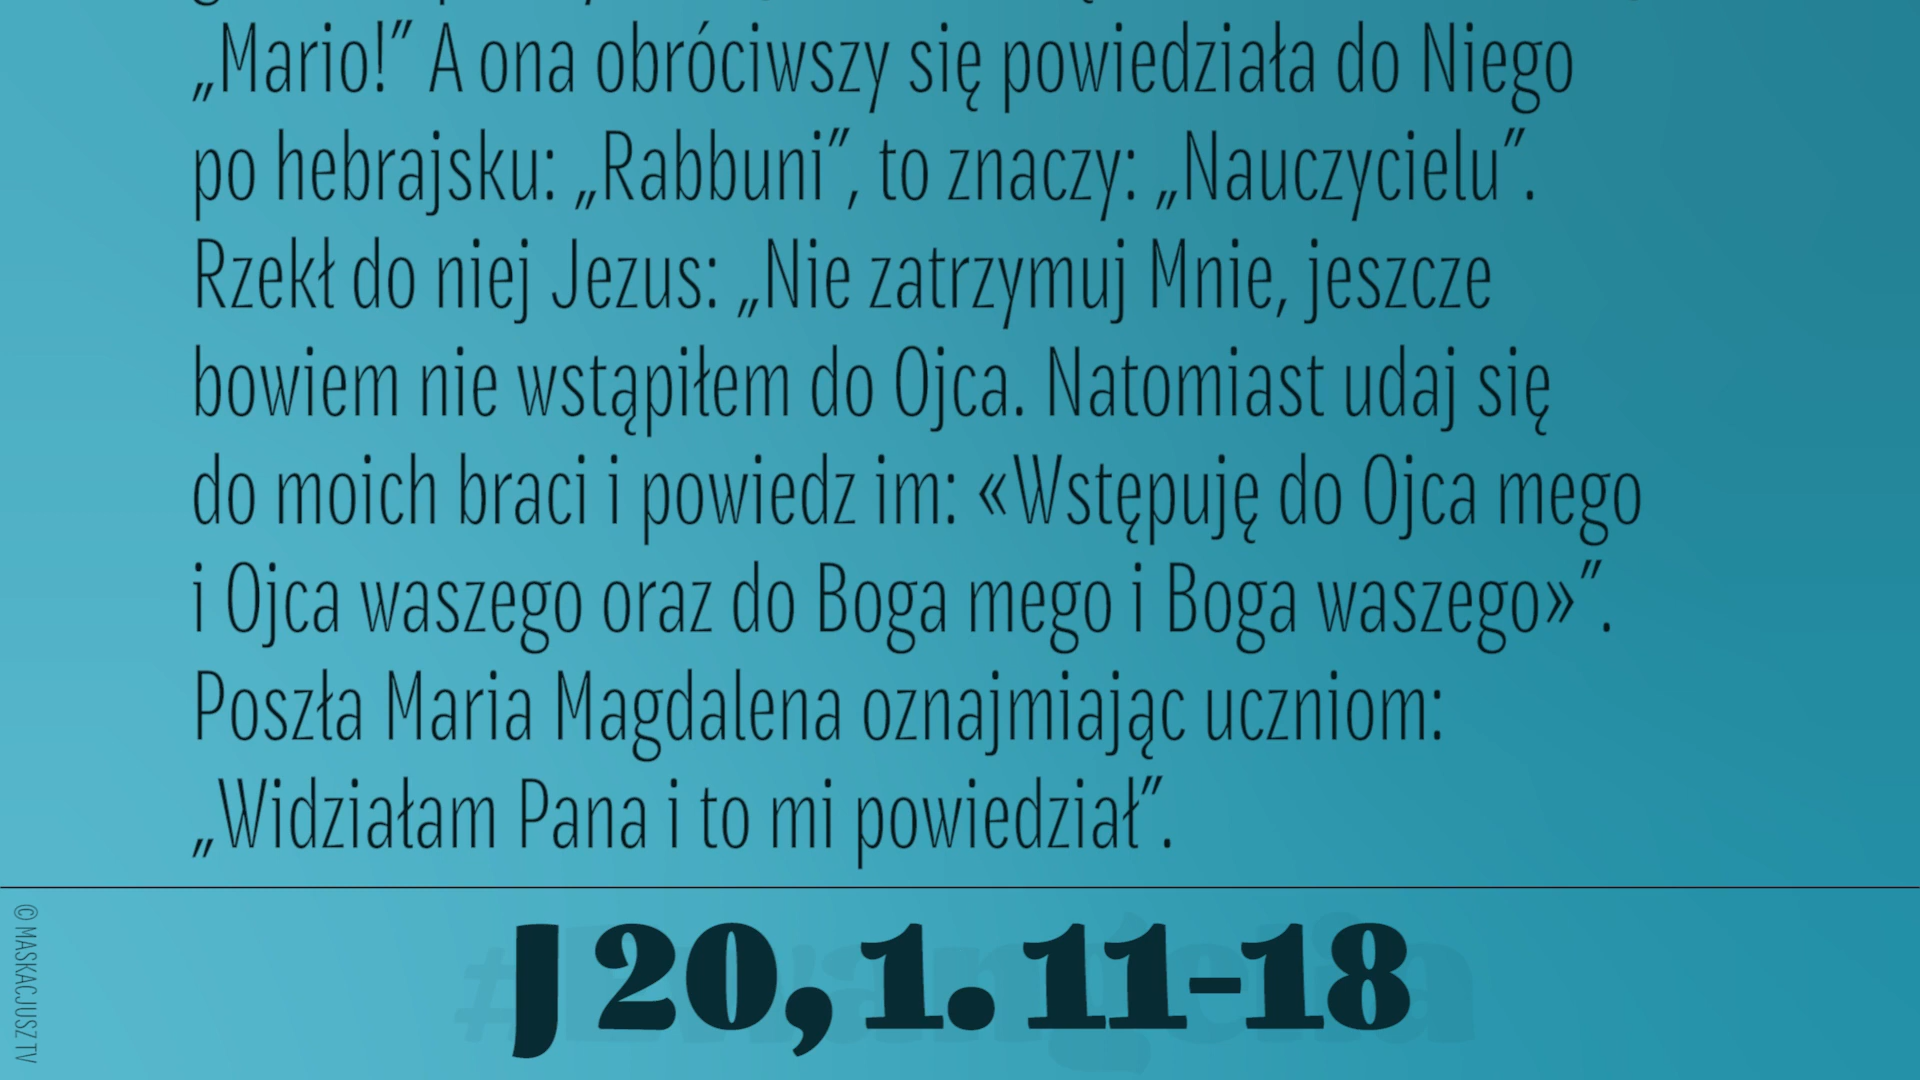 „Mario!” A ona obróciwszy się powiedziała do Niego
po hebrajsku: „Rabbuni”, to znaczy: „Nauczycielu”.
Rzekł do niej Jezus: „Nie zatrzymuj Mnie, jeszcze
bowiem nie wstąpiłem do Ojca. Natomiast udaj się
do moich braci i powiedz im: «Wstępuję do Ojca mego
i Ojca waszego oraz do Boga mego i Boga waszego»”.
Poszła Maria Magdalena oznajmiając uczniom:
„Widziałam Pana i to mi powiedział”.
#Ewangelia
J 20, 1. 11-18
© MASKACJUSZ TV